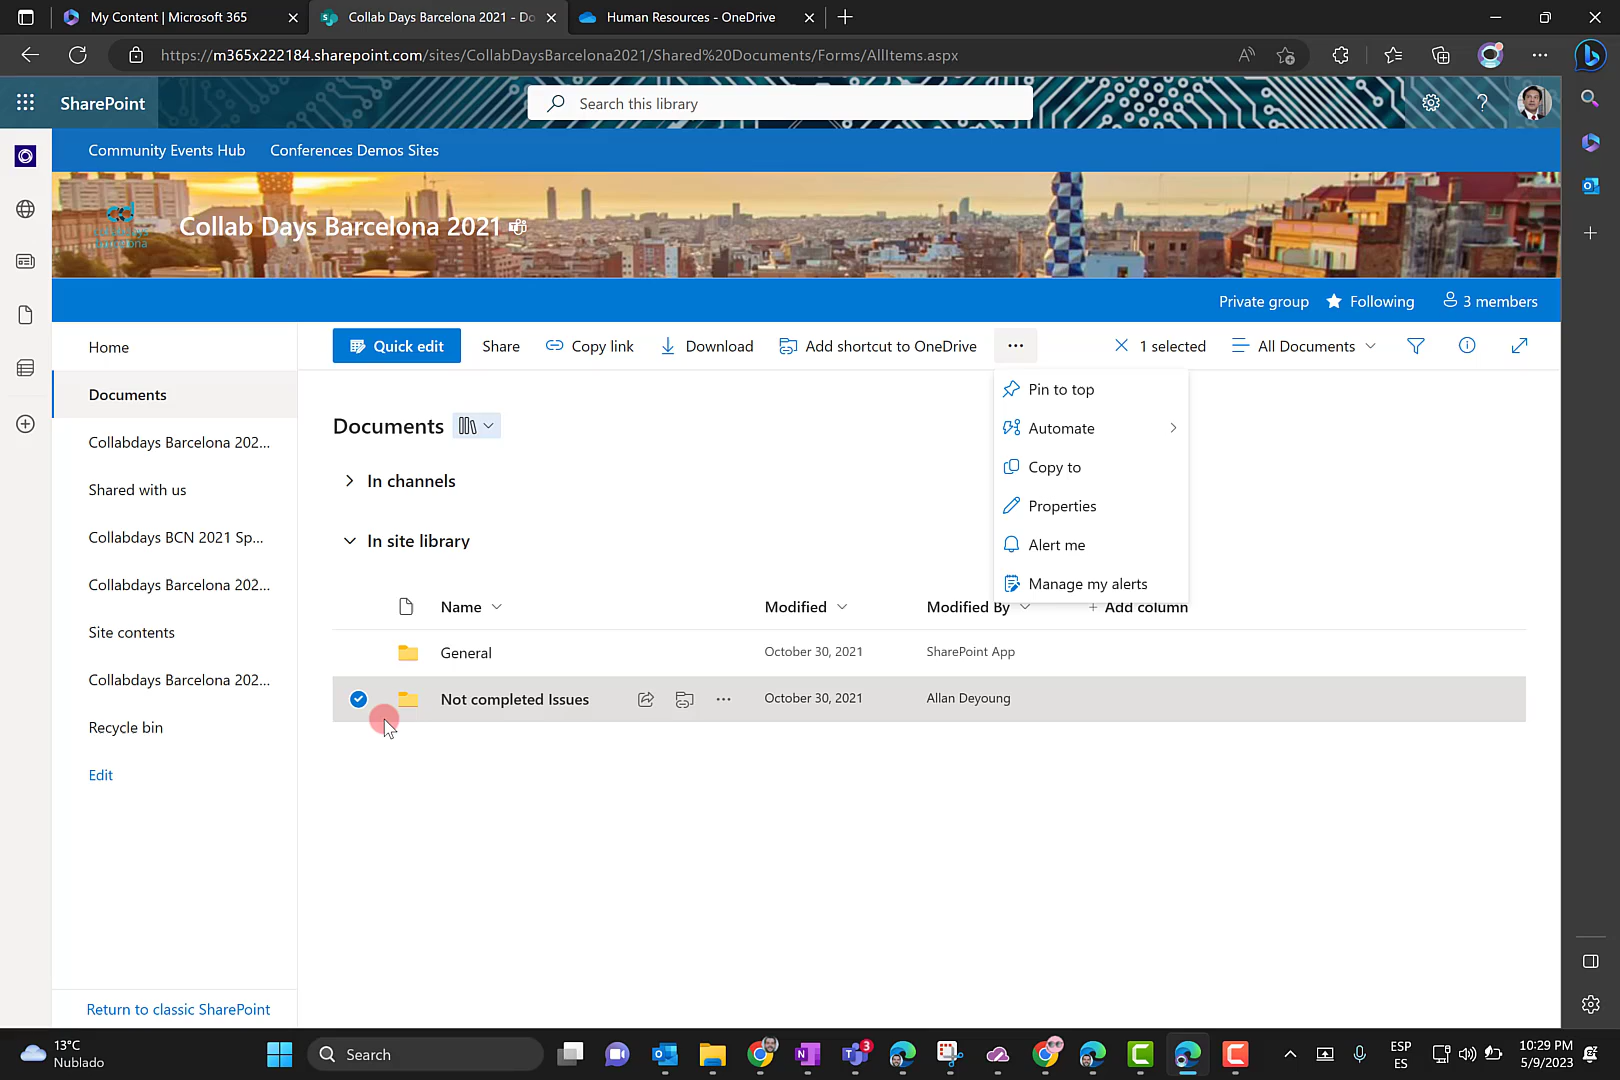 My Content | Microsoft 365
Collab Days Barcelona 2021 - Do
Human Resources - OneDrive
https://m365x222184.sharepoint.com/sites/CollabDaysBarcelona2021/Shared%20Documents/Forms/AllItems.aspx
SharePoint
Search this library
Community Events Hub
Conferences Demos Sites
Collab Days Barcelona 2021
Private group
Following
3 members
Home
Documents
Collabdays Barcelona 202...
Shared with us
Collabdays BCN 2021 Sp...
Collabdays Barcelona 202...
Site contents
Collabdays Barcelona 202...
Recycle bin
Edit
Return to classic SharePoint
Quick edit
Share
Copy link
Download
Add shortcut to OneDrive
1 selected
All Documents
Pin to top
Automate
Copy to
Properties
Alert me
Manage my alerts
Documents
In channels
In site library
Name
Modified
Modified By
+ Add column
General
October 30, 2021
SharePoint App
Not completed Issues
October 30, 2021
Allan Deyoung
13°C
Nublado
Search
3
ESP
ES
10:29 PM
5/9/2023